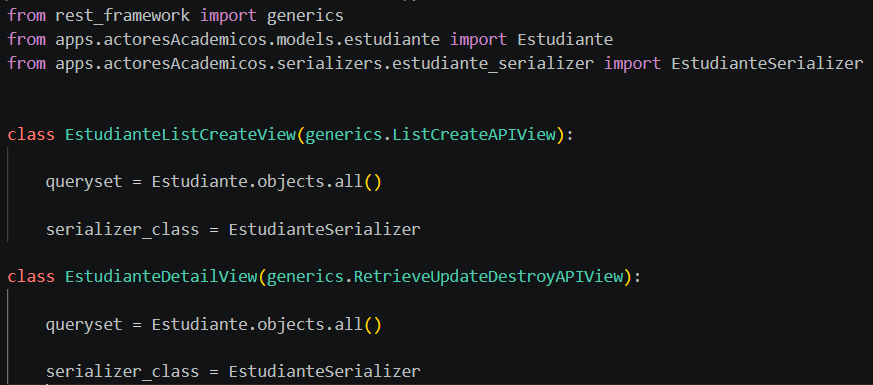 from rest_framework import generics
from apps.actoresAcademicos.models.estudiante import Estudiante
from apps.actoresAcademicos.serializers.estudiante_serializer import EstudianteSerializer
class EstudianteListCreateView(generics.ListCreateAPIView):
queryset = Estudiante.objects.all()
serializer_class = EstudianteSerializer
class EstudianteDetailView(generics.RetrieveUpdateDestroyAPIView):
queryset = Estudiante.objects.all()
serializer_class = EstudianteSerializer